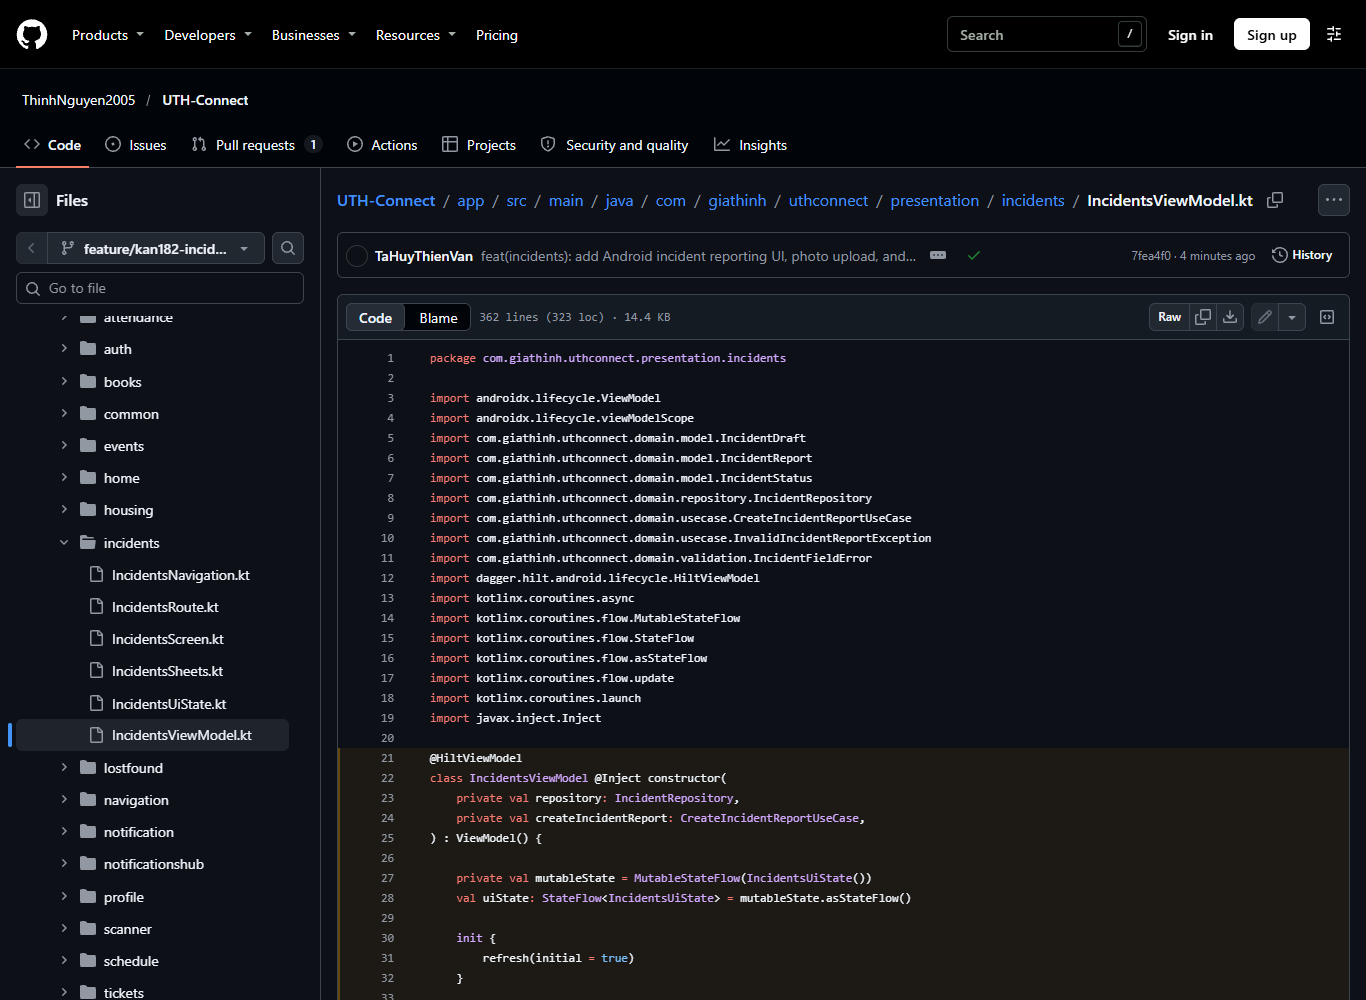 Products
Developers
Businesses
Resources
Pricing
Search
/
Sign in
Sign up
ThinhNguyen2005 / UTH-Connect
Code
Issues
Pull requests 1
Actions
Projects
Security and quality
Insights
Files
feature/kan182-incid...
Go to file
attendance
auth
books
common
events
home
housing
incidents
IncidentsNavigation.kt
IncidentsRoute.kt
IncidentsScreen.kt
IncidentsSheets.kt
IncidentsUiState.kt
IncidentsViewModel.kt
lostfound
navigation
notification
notificationshub
profile
scanner
schedule
tickets
UTH-Connect / app / src / main / java / com / giathinh / uthconnect / presentation / incidents / IncidentsViewModel.kt
TaHuyThienVan feat(incidents): add Android incident reporting UI, photo upload, and...
7fea4f0 · 4 minutes ago
History
Code
Blame
362 lines (323 loc) · 14.4 KB
Raw
1 package com.giathinh.uthconnect.presentation.incidents
2
3 import androidx.lifecycle.ViewModel
4 import androidx.lifecycle.viewModelScope
5 import com.giathinh.uthconnect.domain.model.IncidentDraft
6 import com.giathinh.uthconnect.domain.model.IncidentReport
7 import com.giathinh.uthconnect.domain.model.IncidentStatus
8 import com.giathinh.uthconnect.domain.repository.IncidentRepository
9 import com.giathinh.uthconnect.domain.usecase.CreateIncidentReportUseCase
10 import com.giathinh.uthconnect.domain.usecase.InvalidIncidentReportException
11 import com.giathinh.uthconnect.domain.validation.IncidentFieldError
12 import dagger.hilt.android.lifecycle.HiltViewModel
13 import kotlinx.coroutines.async
14 import kotlinx.coroutines.flow.MutableStateFlow
15 import kotlinx.coroutines.flow.StateFlow
16 import kotlinx.coroutines.flow.asStateFlow
17 import kotlinx.coroutines.flow.update
18 import kotlinx.coroutines.launch
19 import javax.inject.Inject
20
21 @HiltViewModel
22 class IncidentsViewModel @Inject constructor(
23     private val repository: IncidentRepository,
24     private val createIncidentReport: CreateIncidentReportUseCase,
25 ) : ViewModel() {
26
27     private val mutableState = MutableStateFlow(IncidentsUiState())
28     val uiState: StateFlow<IncidentsUiState> = mutableState.asStateFlow()
29
30     init {
31         refresh(initial = true)
32     }
33